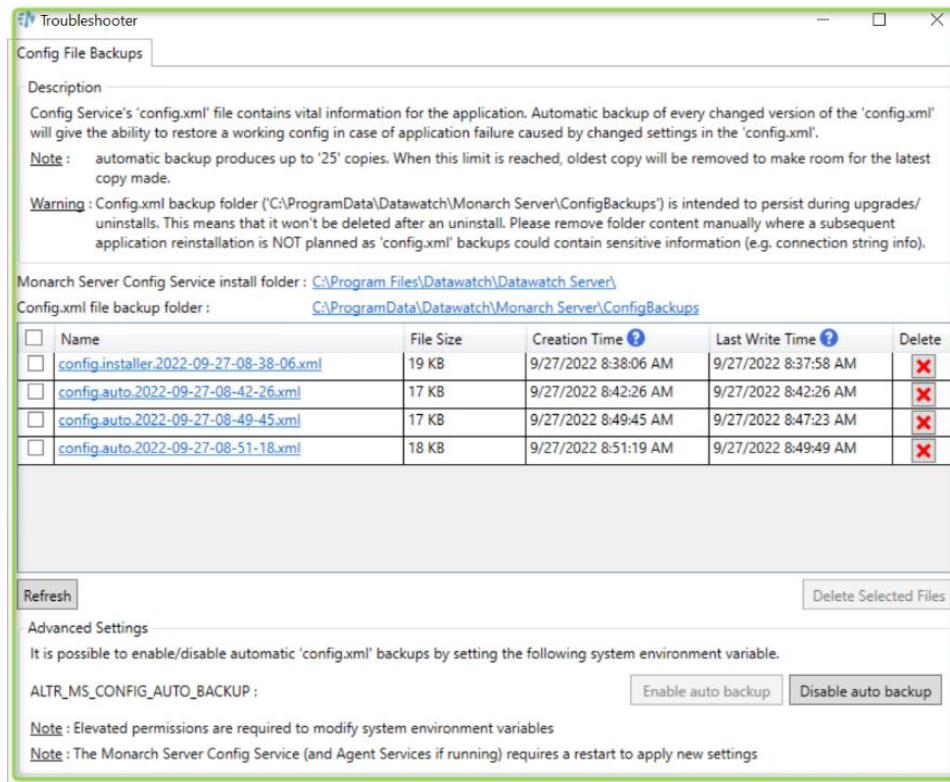 Troubleshooter
Config File Backups
Description
Config Service's 'config.xml' file contains vital information for the application. Automatic backup of every changed version of the 'config.xml'
will give the ability to restore a working config in case of application failure caused by changed settings in the 'config.xml'.
Note : automatic backup produces up to '25' copies. When this limit is reached, oldest copy will be removed to make room for the latest
copy made.
Warning : Config.xml backup folder ('C:\ProgramData\Datawatch\Monarch Server\ConfigBackups') is intended to persist during upgrades/
uninstalls. This means that it won't be deleted after an uninstall. Please remove folder content manually where a subsequent
application reinstallation is NOT planned as 'config.xml' backups could contain sensitive information (e.g. connection string info).
Monarch Server Config Service install folder : C:\Program Files\Datawatch\Datawatch Server\
Config.xml file backup folder : C:\ProgramData\Datawatch\Monarch Server\ConfigBackups
Name File Size Creation Time ? Last Write Time ? Delete
config.installer.2022-09-27-08-38-06.xml 19 KB 9/27/2022 8:38:06 AM 9/27/2022 8:37:58 AM
config.auto.2022-09-27-08-42-26.xml 17 KB 9/27/2022 8:42:26 AM 9/27/2022 8:42:26 AM
config.auto.2022-09-27-08-49-45.xml 17 KB 9/27/2022 8:49:45 AM 9/27/2022 8:47:23 AM
config.auto.2022-09-27-08-51-18.xml 18 KB 9/27/2022 8:51:19 AM 9/27/2022 8:49:49 AM
Refresh Delete Selected Files
Advanced Settings
It is possible to enable/disable automatic 'config.xml' backups by setting the following system environment variable.
ALTR_MS_CONFIG_AUTO_BACKUP : Enable auto backup Disable auto backup
Note : Elevated permissions are required to modify system environment variables
Note : The Monarch Server Config Service (and Agent Services if running) requires a restart to apply new settings